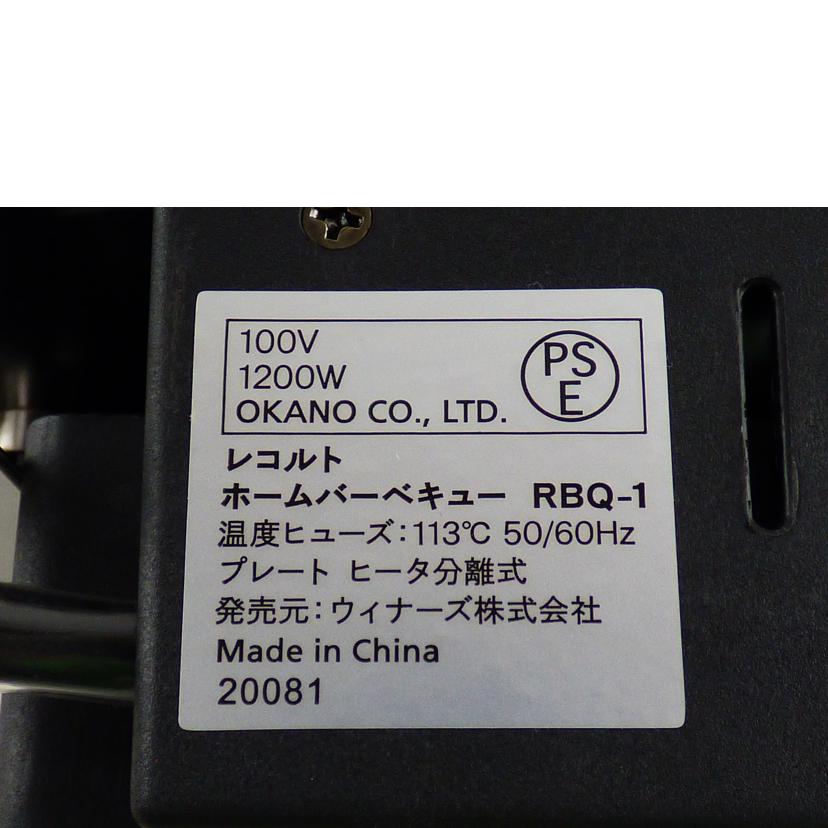 100V
1200W
OKANO CO., LTD.
PS
E
レコルト
ホームバーベキュー RBQ-1
温度ヒューズ:113℃ 50/60Hz
プレート ヒータ分離式
発売元:ウィナーズ株式会社
Made in China
20081